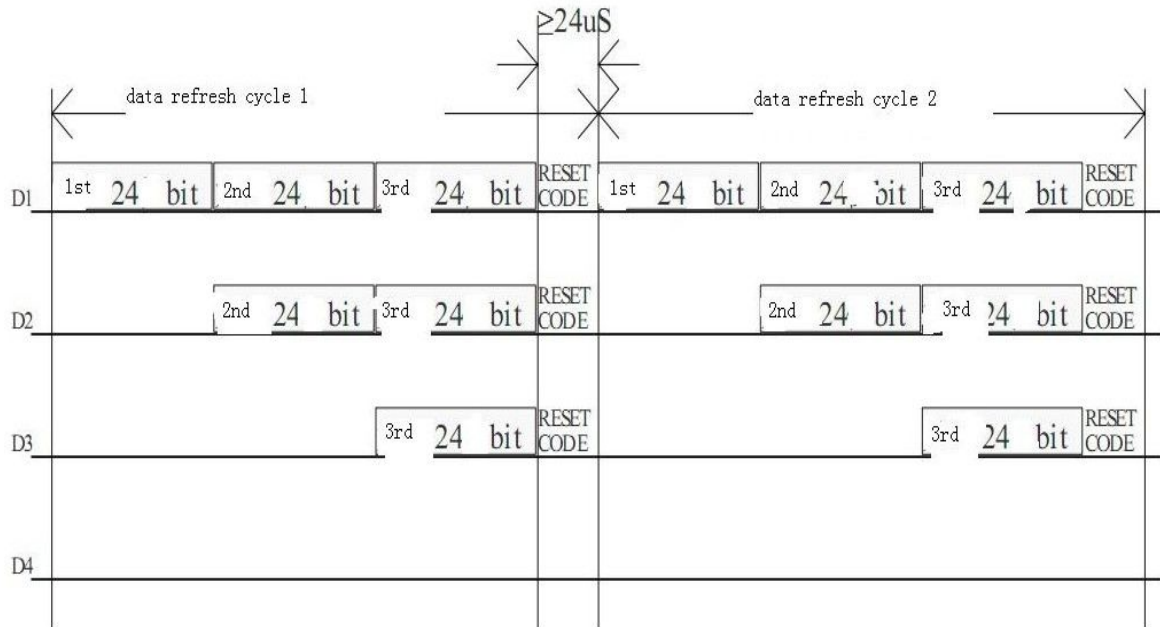 ≥24uS
data refresh cycle 1
data refresh cycle 2
D1
1st 24 bit
2nd 24 bit
3rd 24 bit
RESET
CODE
1st 24 bit
2nd 24 bit
3rd 24 bit
RESET
CODE
D2
2nd 24 bit
3rd 24 bit
RESET
CODE
2nd 24 bit
3rd 24 bit
RESET
CODE
D3
3rd 24 bit
RESET
CODE
3rd 24 bit
RESET
CODE
D4